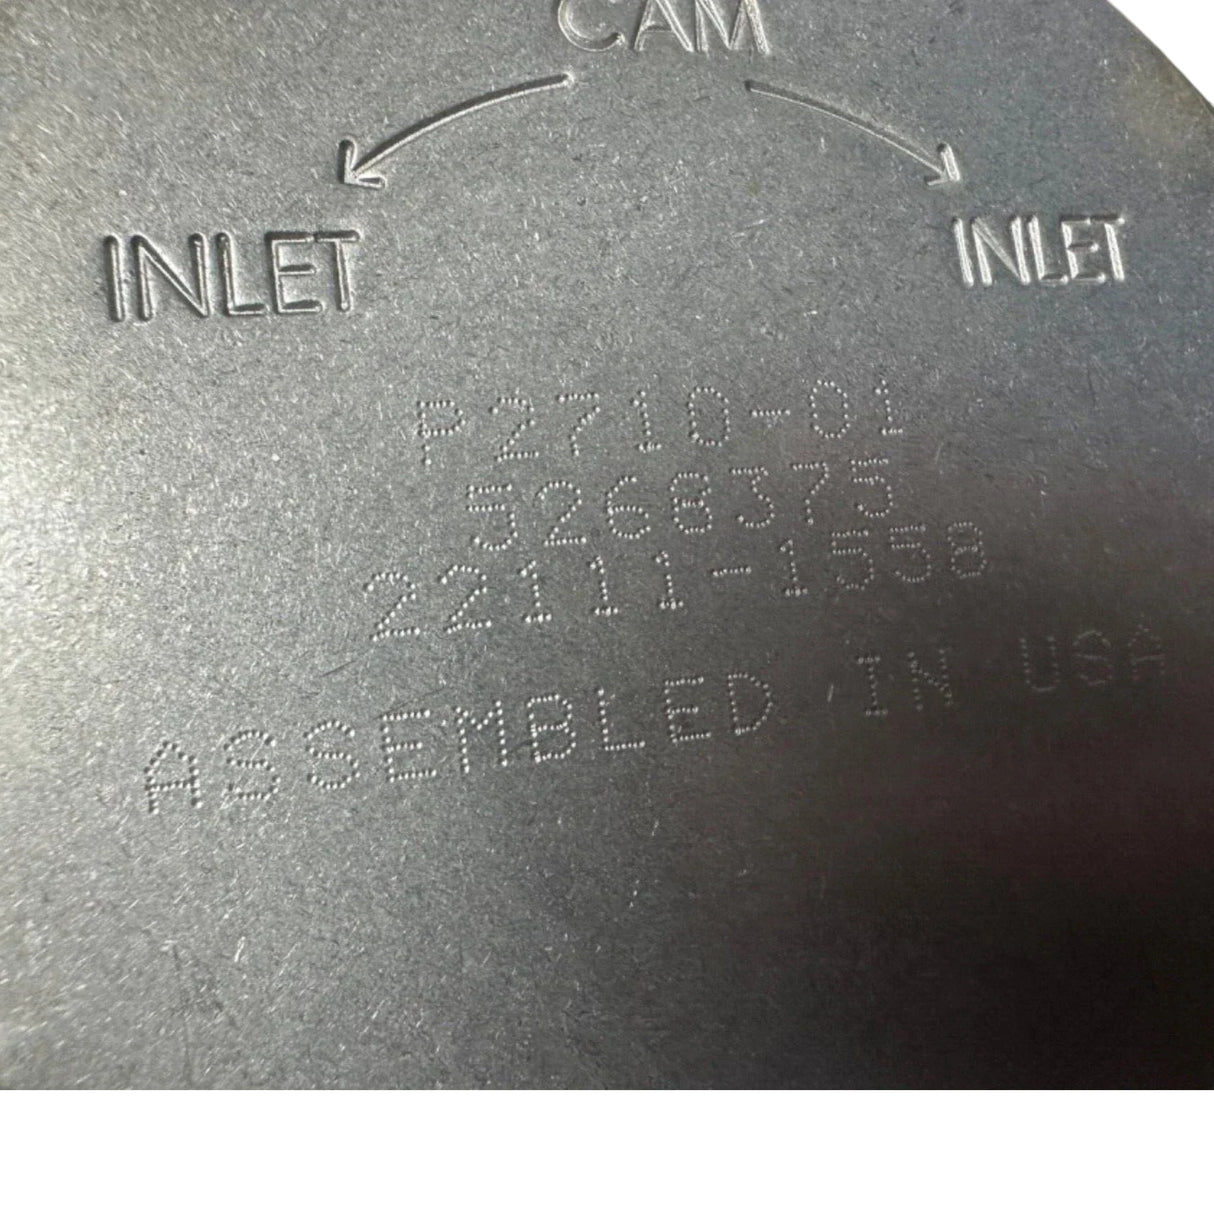 CAM
INLET INLET
P2710-01
5268375
22111-1558
ASSEMBLED IN USA